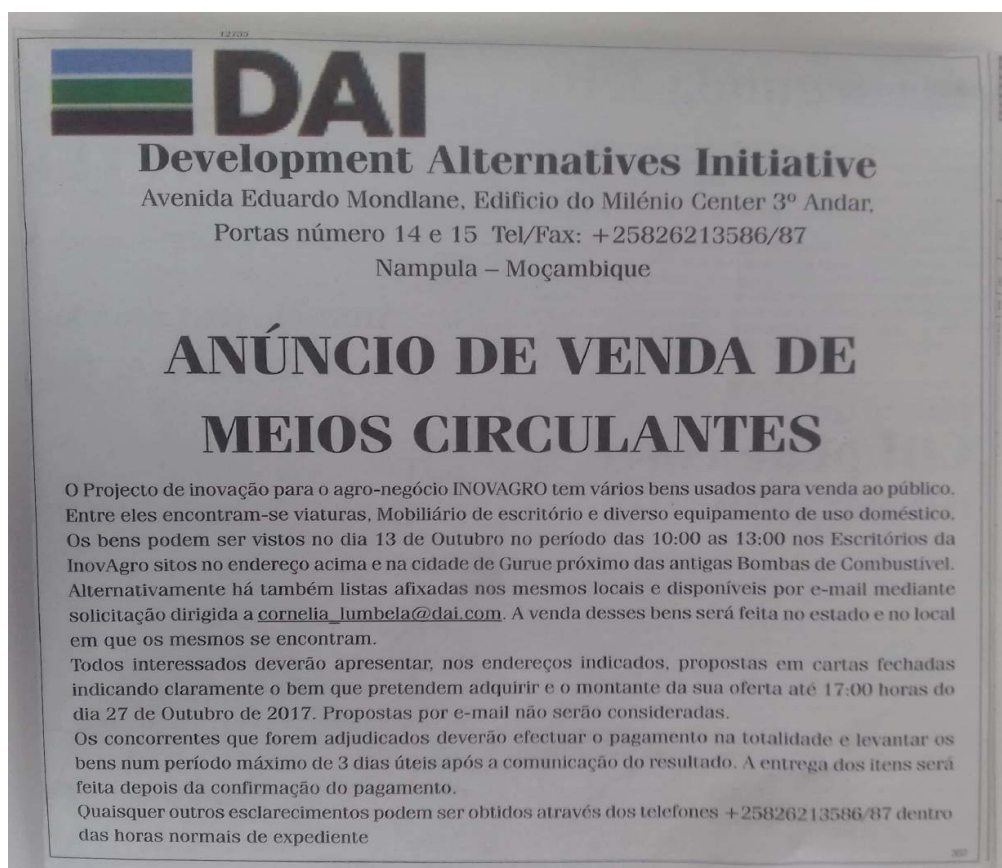 12735
DAI
Development Alternatives Initiative
Avenida Eduardo Mondlane, Edificio do Milénio Center 3º Andar,
Portas número 14 e 15 Tel/Fax: +25826213586/87
Nampula – Moçambique
ANÚNCIO DE VENDA DE
MEIOS CIRCULANTES
O Projecto de inovação para o agro-negócio INOVAGRO tem vários bens usados para venda ao público.
Entre eles encontram-se viaturas, Mobiliário de escritório e diverso equipamento de uso doméstico.
Os bens podem ser vistos no dia 13 de Outubro no período das 10:00 as 13:00 nos Escritórios da
InovAgro sitos no endereço acima e na cidade de Gurue próximo das antigas Bombas de Combustível.
Alternativamente há também listas afixadas nos mesmos locais e disponíveis por e-mail mediante
solicitação dirigida a cornelia_lumbela@dai.com. A venda desses bens será feita no estado e no local
em que os mesmos se encontram.
Todos interessados deverão apresentar, nos endereços indicados, propostas em cartas fechadas
indicando claramente o bem que pretendem adquirir e o montante da sua oferta até 17:00 horas do
dia 27 de Outubro de 2017. Propostas por e-mail não serão consideradas.
Os concorrentes que forem adjudicados deverão efectuar o pagamento na totalidade e levantar os
bens num período máximo de 3 dias úteis após a comunicação do resultado. A entrega dos itens será
feita depois da confirmação do pagamento.
Quaisquer outros esclarecimentos podem ser obtidos através dos telefones +25826213586/87 dentro
das horas normais de expediente